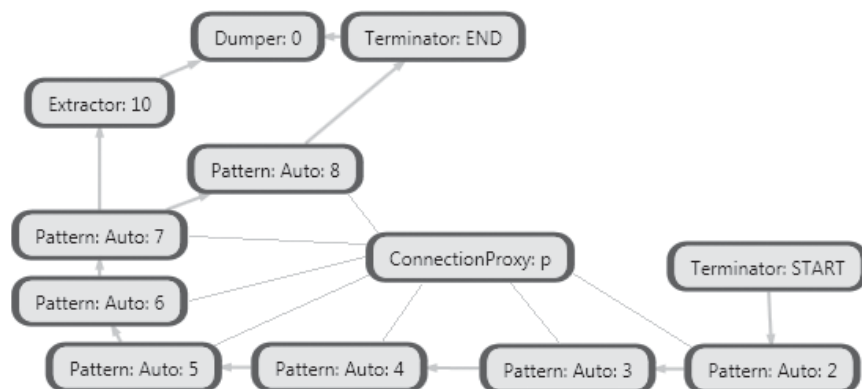 Dumper: 0
Terminator: END
Extractor: 10
Pattern: Auto: 8
Pattern: Auto: 7
ConnectionProxy: p
Terminator: START
Pattern: Auto: 6
Pattern: Auto: 5
Pattern: Auto: 4
Pattern: Auto: 3
Pattern: Auto: 2